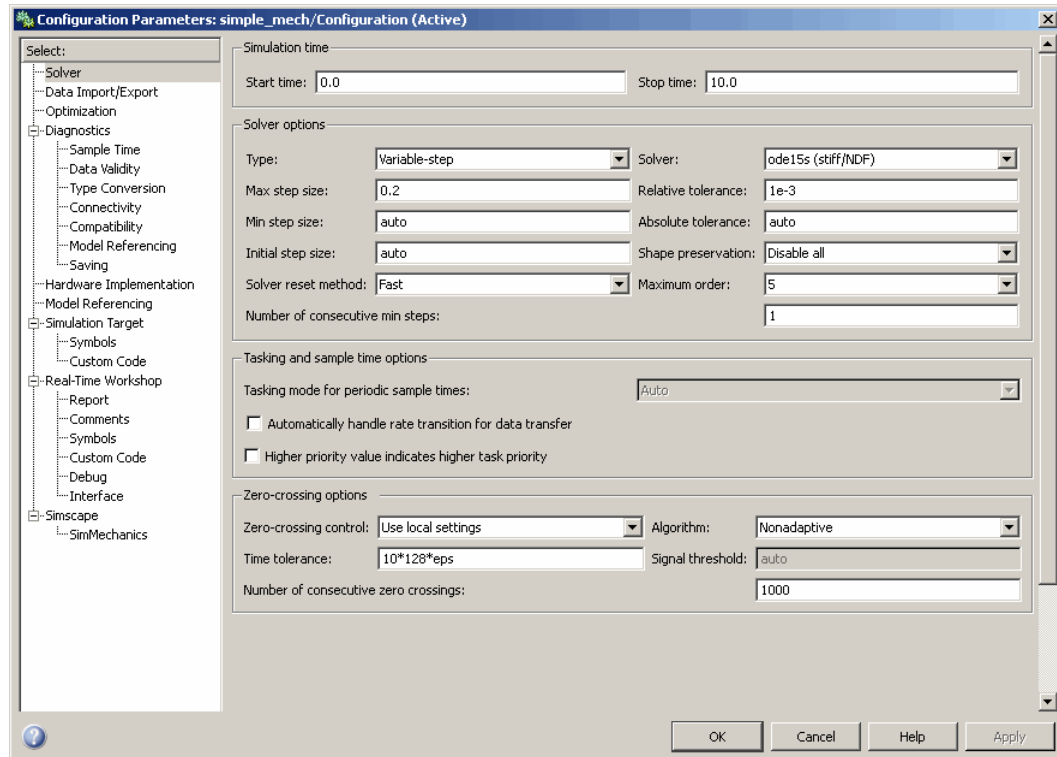 Configuration Parameters: simple_mech/Configuration (Active)
Select:
Solver
Data Import/Export
Optimization
Diagnostics
Sample Time
Data Validity
Type Conversion
Connectivity
Compatibility
Model Referencing
Saving
Hardware Implementation
Model Referencing
Simulation Target
Symbols
Custom Code
Real-Time Workshop
Report
Comments
Symbols
Custom Code
Debug
Interface
Simscape
SimMechanics
Simulation time
Start time: 0.0 Stop time: 10.0
Solver options
Type: Variable-step Solver: ode15s (stiff/NDF)
Max step size: 0.2 Relative tolerance: 1e-3
Min step size: auto Absolute tolerance: auto
Initial step size: auto Shape preservation: Disable all
Solver reset method: Fast Maximum order: 5
Number of consecutive min steps: 1
Tasking and sample time options
Tasking mode for periodic sample times: Auto
Automatically handle rate transition for data transfer
Higher priority value indicates higher task priority
Zero-crossing options
Zero-crossing control: Use local settings Algorithm: Nonadaptive
Time tolerance: 10*128*eps Signal threshold: auto
Number of consecutive zero crossings: 1000
OK Cancel Help Apply